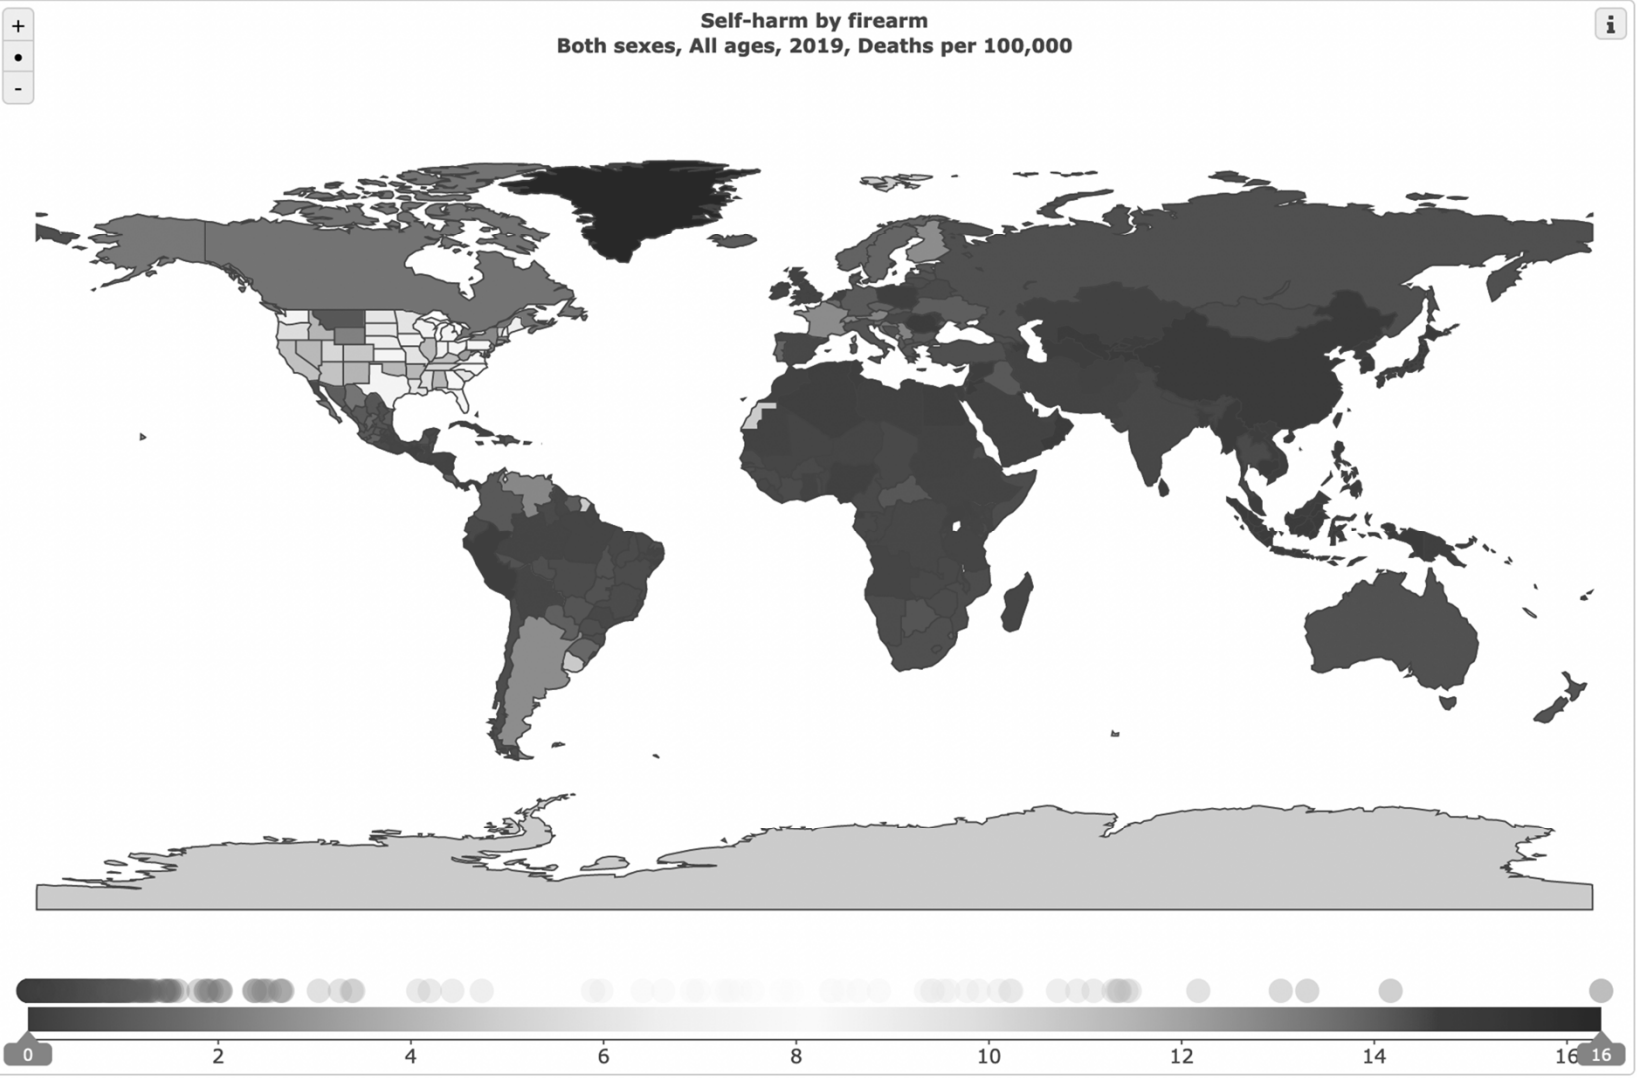 +
Self-harm by firearm
i
Both sexes, All ages, 2019, Deaths per 100,000
-
0 2 4 6 8 10 12 14 16 16